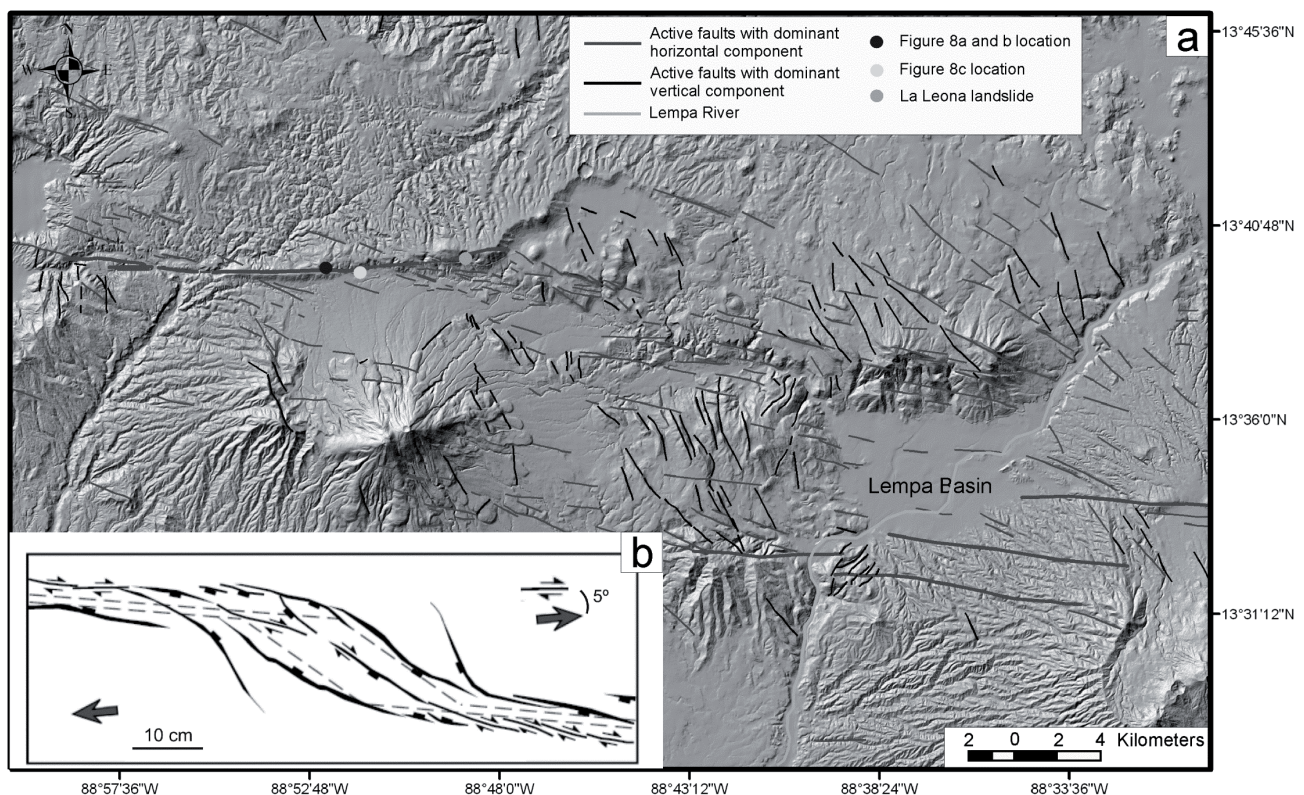 a
13°45'36"N
Active faults with dominant
horizontal component
Active faults with dominant
vertical component
Lempa River
Figure 8a and b location
Figure 8c location
La Leona landslide
N
W E
S
13°40'48"N
13°36'0"N
Lempa Basin
b
5º
13°31'12"N
10 cm
2 0 2 4 Kilometers
88°57'36"W 88°52'48"W 88°48'0"W 88°43'12"W 88°38'24"W 88°33'36"W